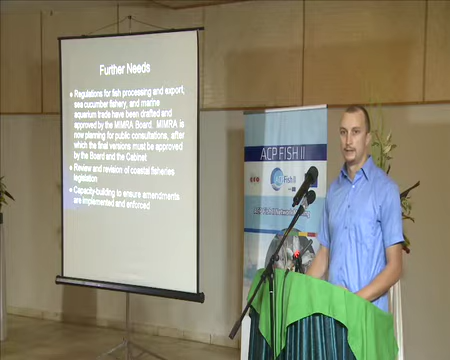 Further Needs
Regulations for fish processing and export,
sea cucumber fishery, and marine
aquarium trade have been drafted and
approved by the MIMRA Board. MIMRA is
now planning for public consultations, after
which the final versions must be approved
by the Board and the Cabinet
Review and revision of coastal fisheries
legislation
Capacity-building to ensure amendments
are implemented and enforced
ACP FISH II
ACP
Fish II